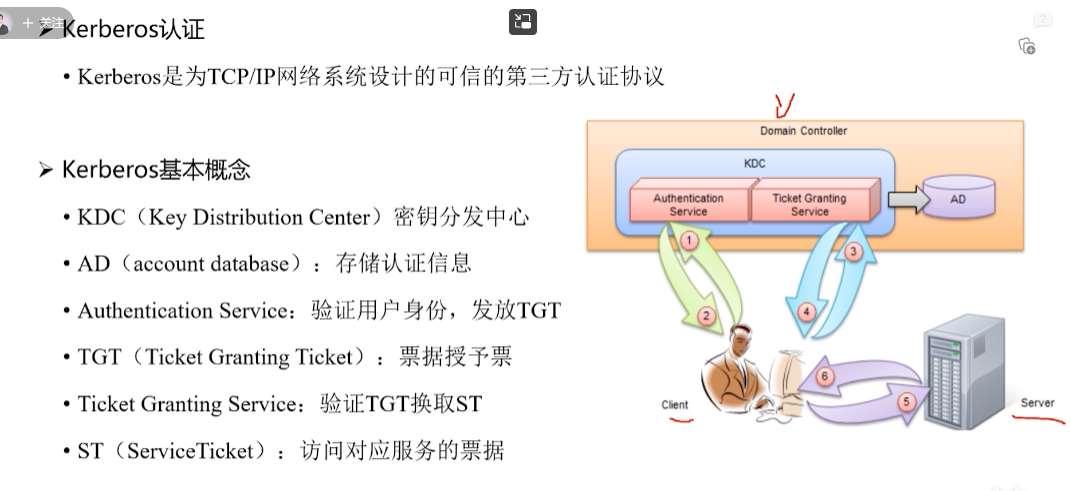 + 关注
Kerberos认证
• Kerberos是为TCP/IP网络系统设计的可信的第三方认证协议
Kerberos基本概念
• KDC（Key Distribution Center）密钥分发中心
• AD（account database）：存储认证信息
• Authentication Service：验证用户身份，发放TGT
• TGT（Ticket Granting Ticket）：票据授予票
• Ticket Granting Service：验证TGT换取ST
• ST（ServiceTicket）：访问对应服务的票据
Domain Controller
KDC
Authentication
Service
Ticket Granting
Service
AD
1
2
3
4
6
5
Client
Server